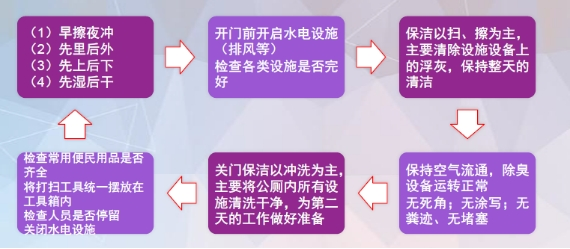 （1）早擦夜冲
（2）先里后外
（3）先上后下
（4）先湿后干
开门前开启水电设施
（排风等）
检查各类设施是否完
好
保洁以扫、擦为主，
主要清除设施设备上
的浮灰，保持整天的
清洁
保持空气流通，除臭
设备运转正常
无死角；无涂写；无
粪迹、无堵塞
关门保洁以冲洗为主，
主要将公厕内所有设
施清洗干净，为第二
天的工作做好准备
检查常用便民用品是否
齐全
将打扫工具统一摆放在
工具箱内
检查人员是否停留
关闭水电设施